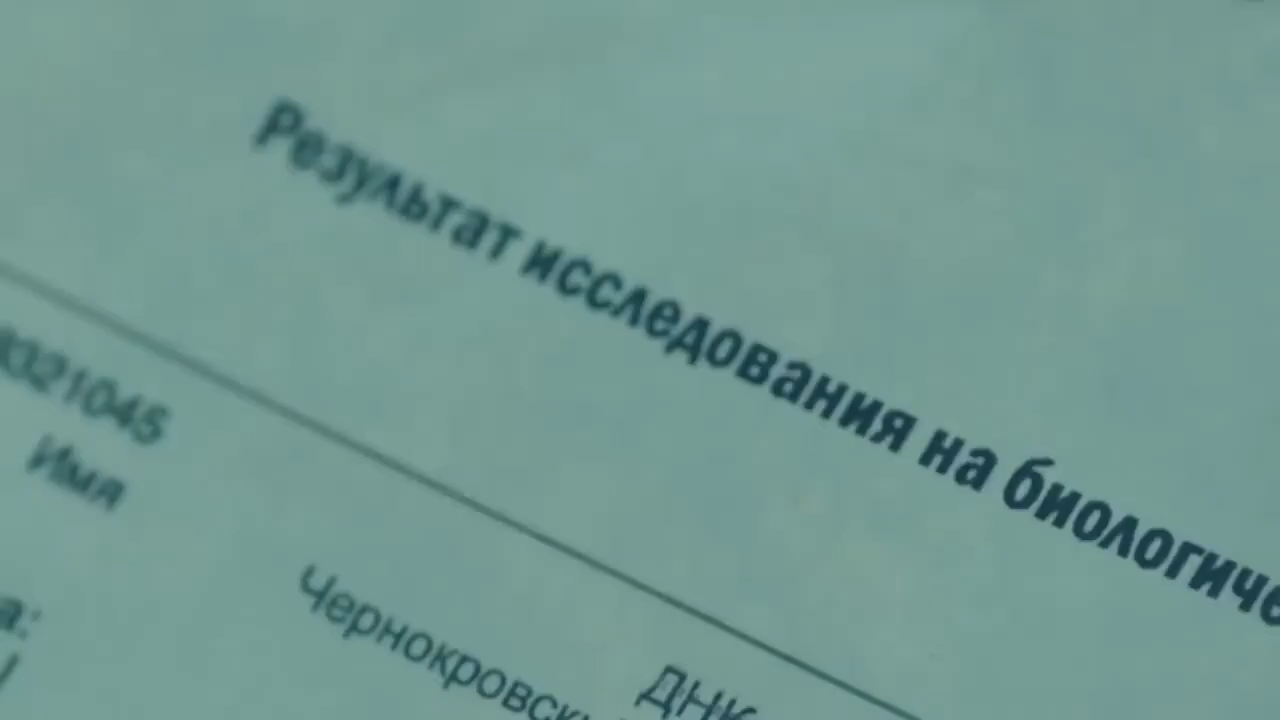 Результат исследования на биологиче
021045
Имя
ДНК
Чернокровск
а: